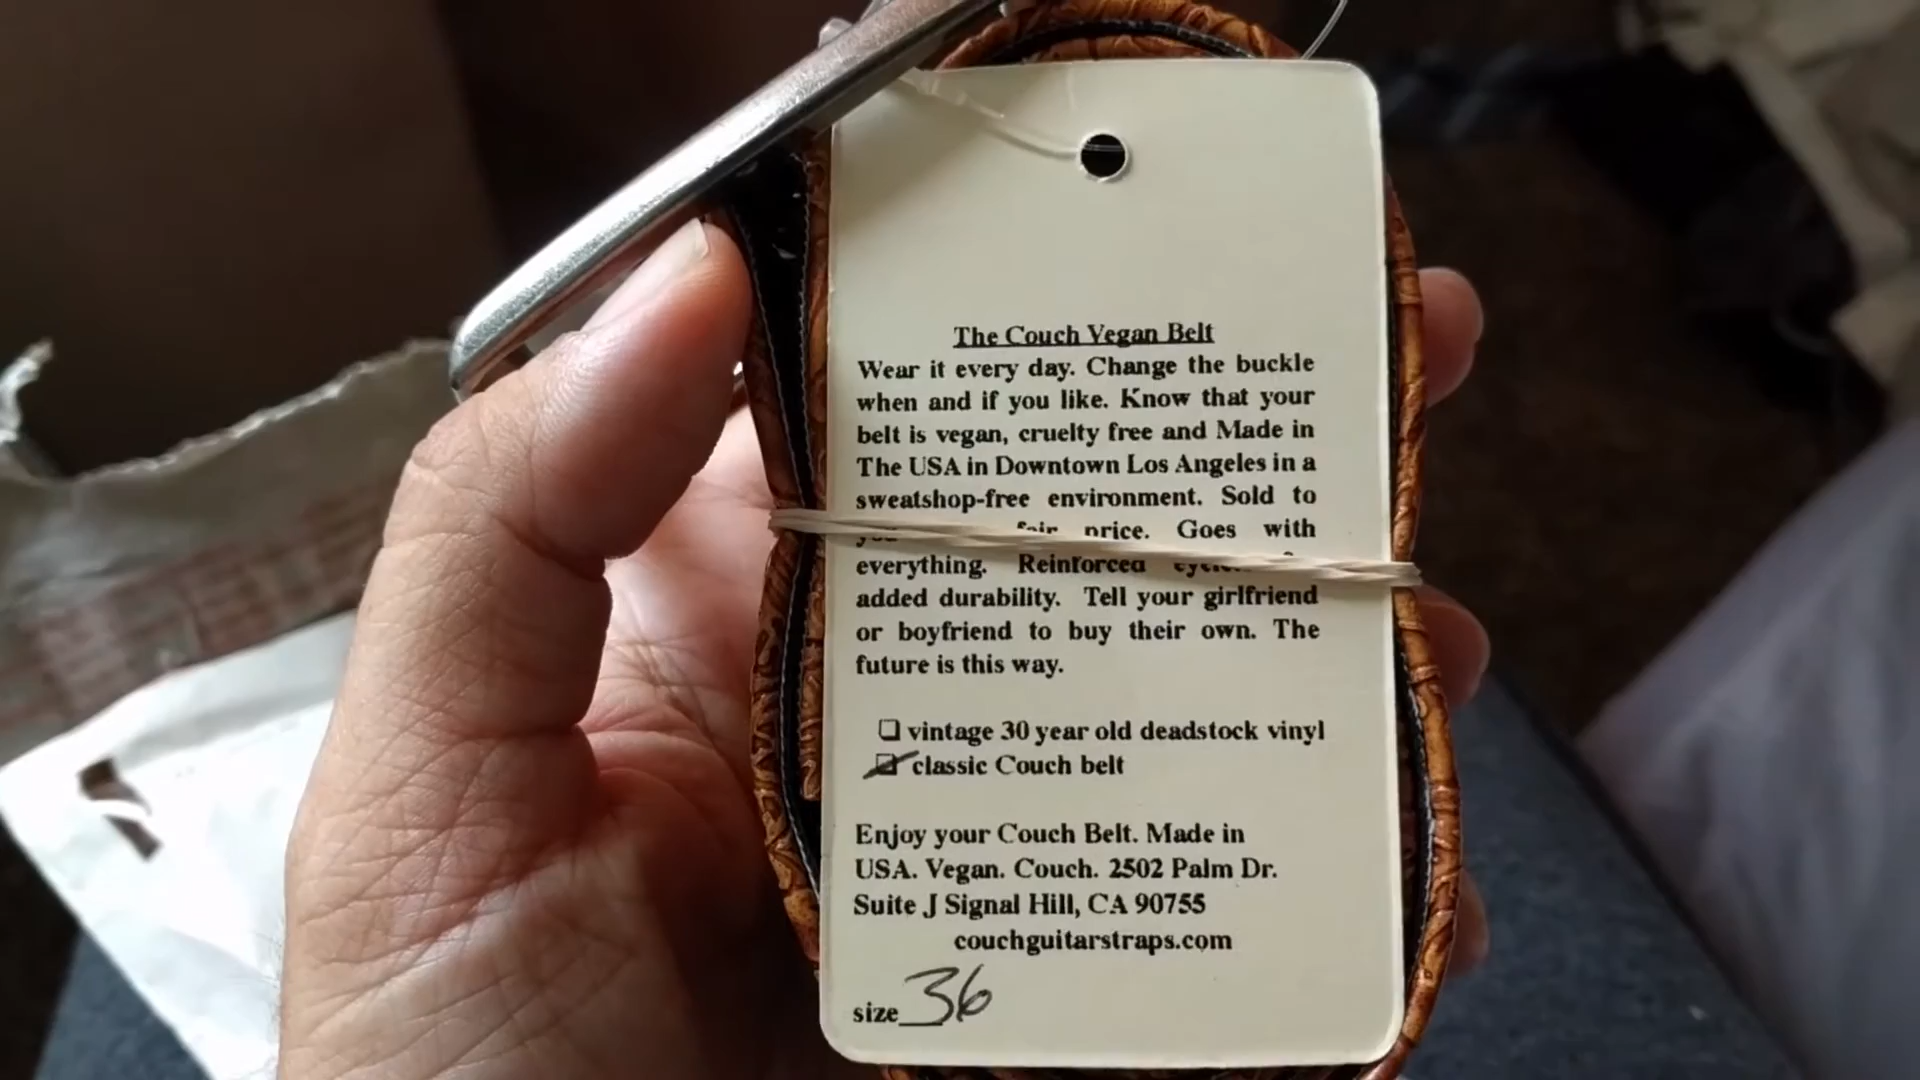 The Couch Vegan Belt
Wear it every day. Change the buckle
when and if you like. Know that your
belt is vegan, cruelty free and Made in
The USA in Downtown Los Angeles in a
sweatshop-free environment. Sold to
fair price. Goes with
everything. Reinforced
added durability. Tell your girlfriend
or boyfriend to buy their own. The
future is this way.
vintage 30 year old deadstock vinyl
classic Couch belt
Enjoy your Couch Belt. Made in
USA. Vegan. Couch. 2502 Palm Dr.
Suite J Signal Hill, CA 90755
couchguitarstraps.com
size 36